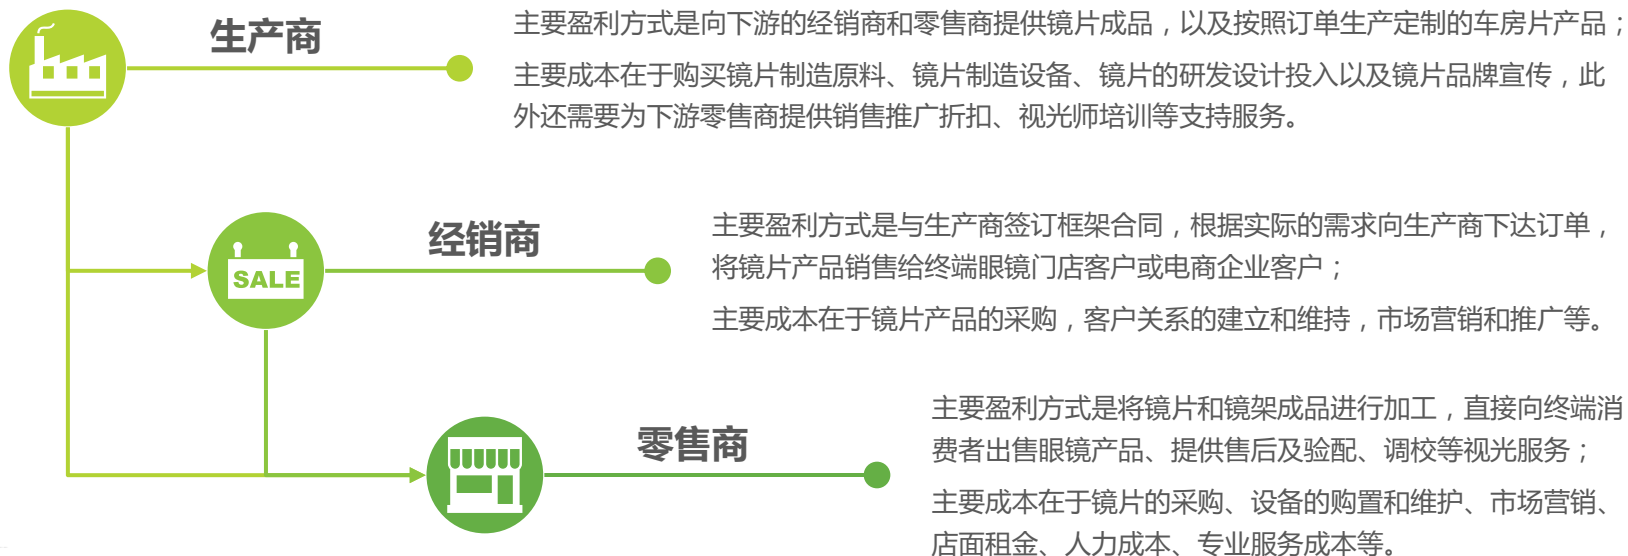 生产商
主要盈利方式是向下游的经销商和零售商提供镜片成品，以及按照订单生产定制的车房片产品；
主要成本在于购买镜片制造原料、镜片制造设备、镜片的研发设计投入以及镜片品牌宣传，此
外还需要为下游零售商提供销售推广折扣、视光师培训等支持服务。
SALE
经销商
主要盈利方式是与生产商签订框架合同，根据实际的需求向生产商下达订单，
将镜片产品销售给终端眼镜门店客户或电商企业客户；
主要成本在于镜片产品的采购，客户关系的建立和维持，市场营销和推广等。
零售商
主要盈利方式是将镜片和镜架成品进行加工，直接向终端消
费者出售眼镜产品、提供售后及验配、调校等视光服务；
主要成本在于镜片的采购、设备的购置和维护、市场营销、
店面租金、人力成本、专业服务成本等。